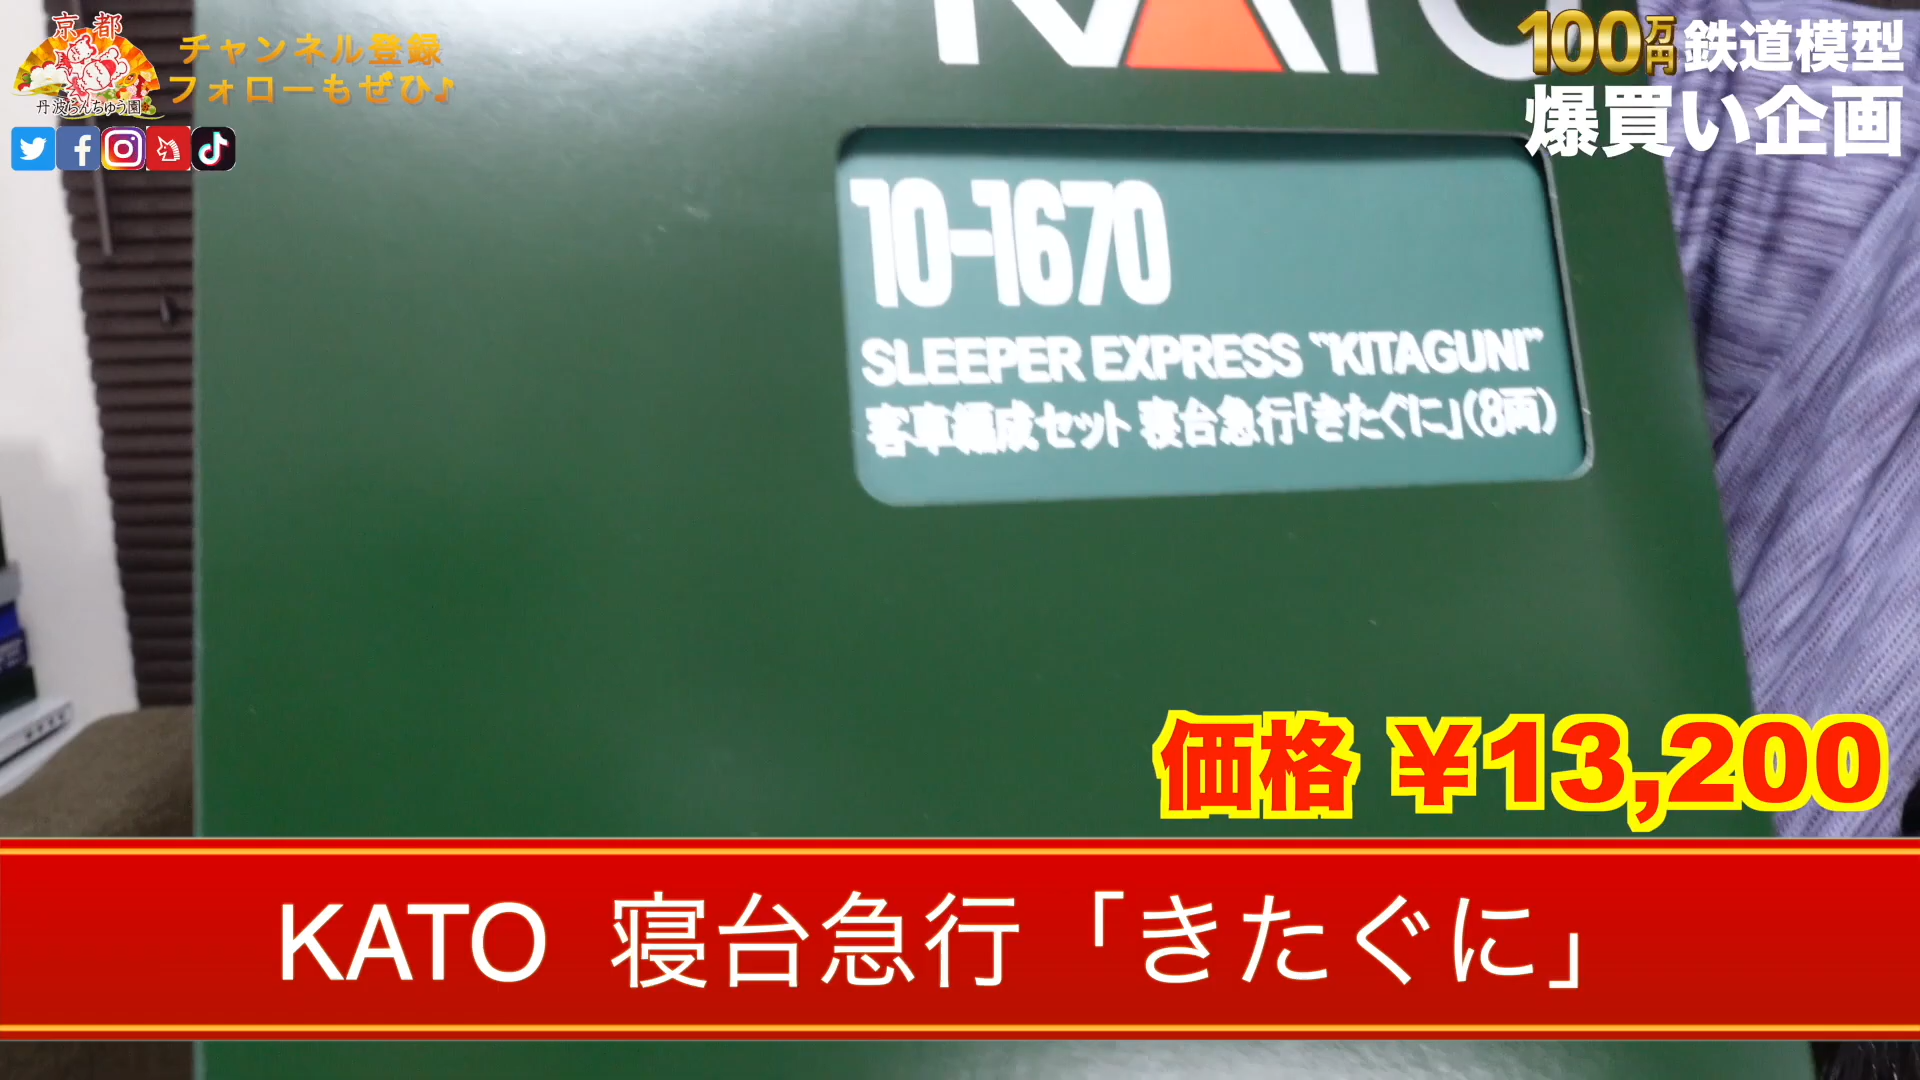 京都
丹波らんちゅう園
チャンネル登録
フォローもぜひ♪
100万円鉄道模型
爆買い企画
KATO
10-1670
SLEEPER EXPRESS "KITAGUNI"
客車編成セット 寝台急行「きたぐに」(8両)
価格 ¥13,200
KATO 寝台急行「きたぐに」